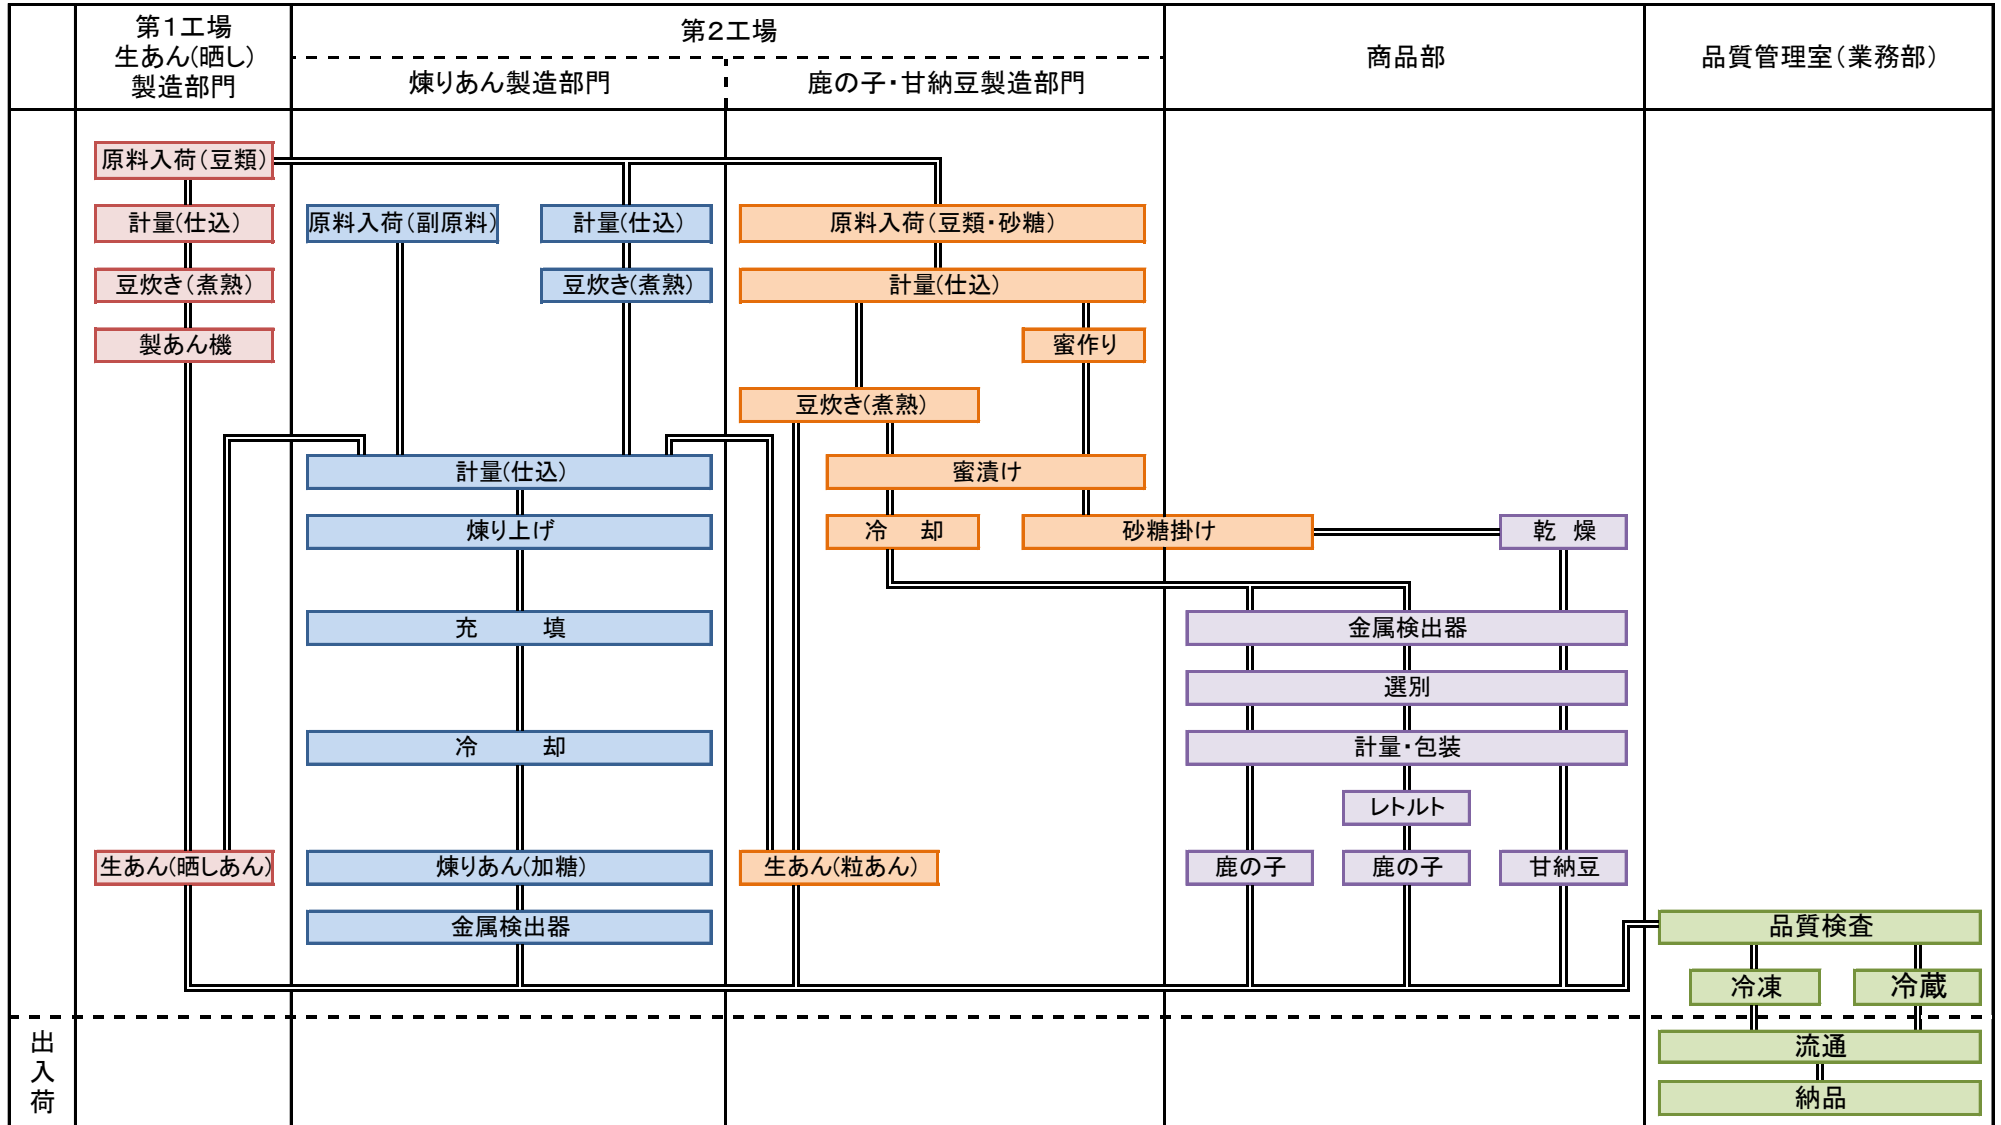 第1工場
生あん(晒し)
製造部門
第2工場
煉りあん製造部門
鹿の子・甘納豆製造部門
商品部
品質管理室(業務部)
原料入荷(豆類)
計量(仕込)
原料入荷(副原料)
計量(仕込)
原料入荷(豆類・砂糖)
豆炊き(煮熟)
豆炊き(煮熟)
計量(仕込)
製あん機
蜜作り
豆炊き(煮熟)
計量(仕込)
蜜漬け
煉り上げ
冷 却
砂糖掛け
乾 燥
充 填
金属検出器
選別
冷 却
計量・包装
レトルト
生あん(晒しあん)
煉りあん(加糖)
生あん(粒あん)
鹿の子
鹿の子
甘納豆
金属検出器
品質検査
冷凍
冷蔵
出入荷
流通
納品